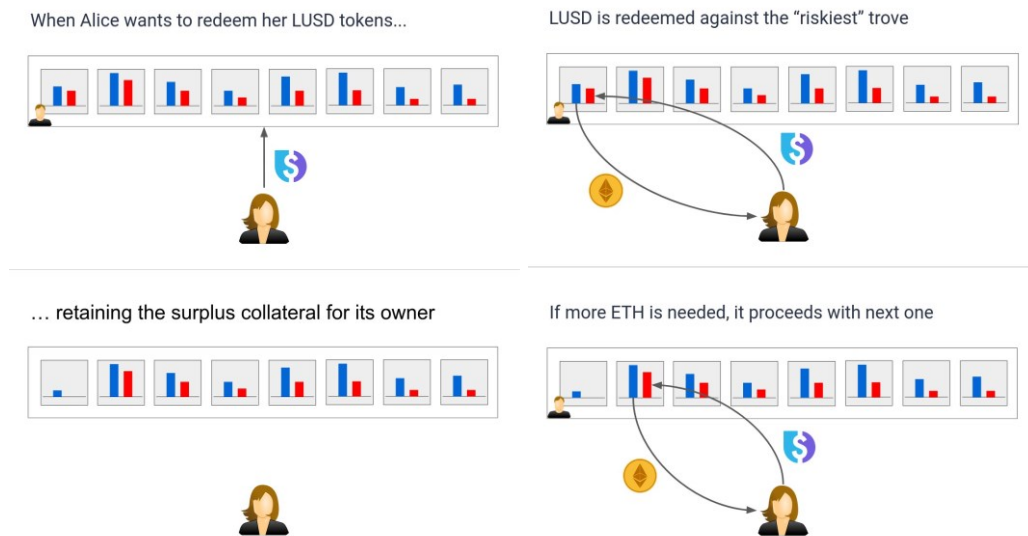 When Alice wants to redeem her LUSD tokens...
LUSD is redeemed against the “riskiest” trove
... retaining the surplus collateral for its owner
If more ETH is needed, it proceeds with next one